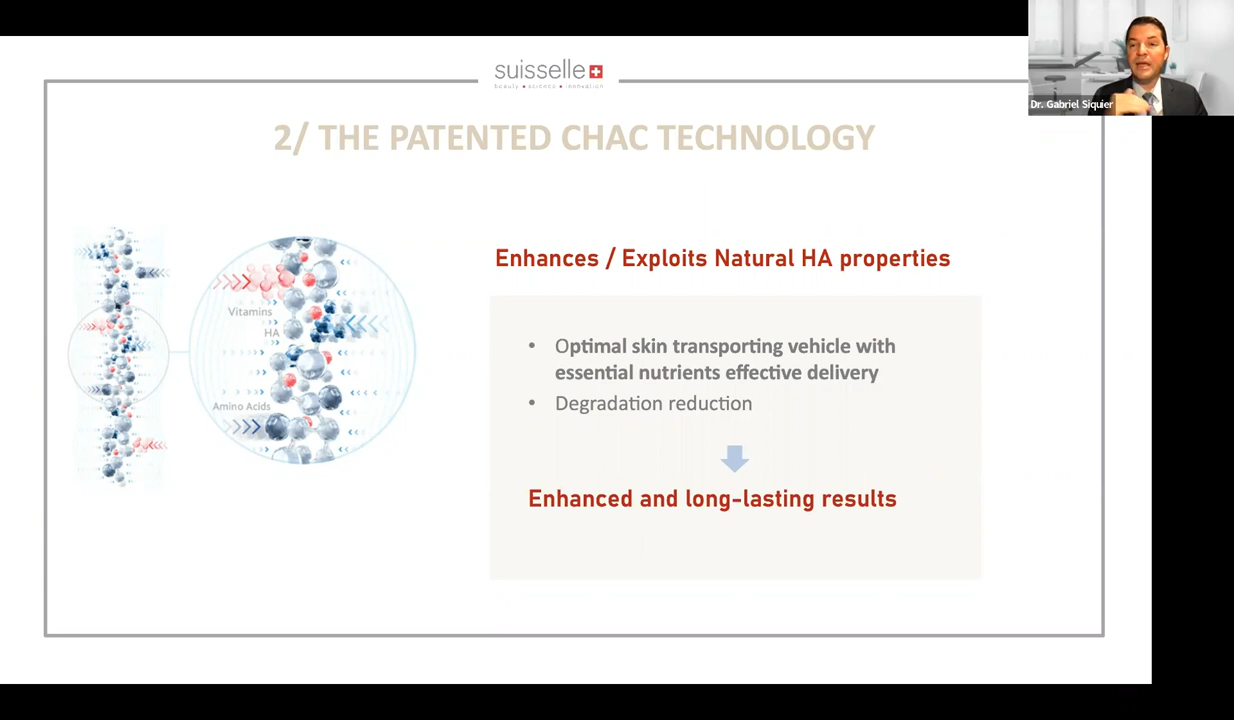 suisselle
beauty • science • innovation
Dr. Gabriel Siquier
2/ THE PATENTED CHAC TECHNOLOGY
Enhances / Exploits Natural HA properties
Vitamins
HA
Amino Acids
• Optimal skin transporting vehicle with
essential nutrients effective delivery
• Degradation reduction
Enhanced and long-lasting results